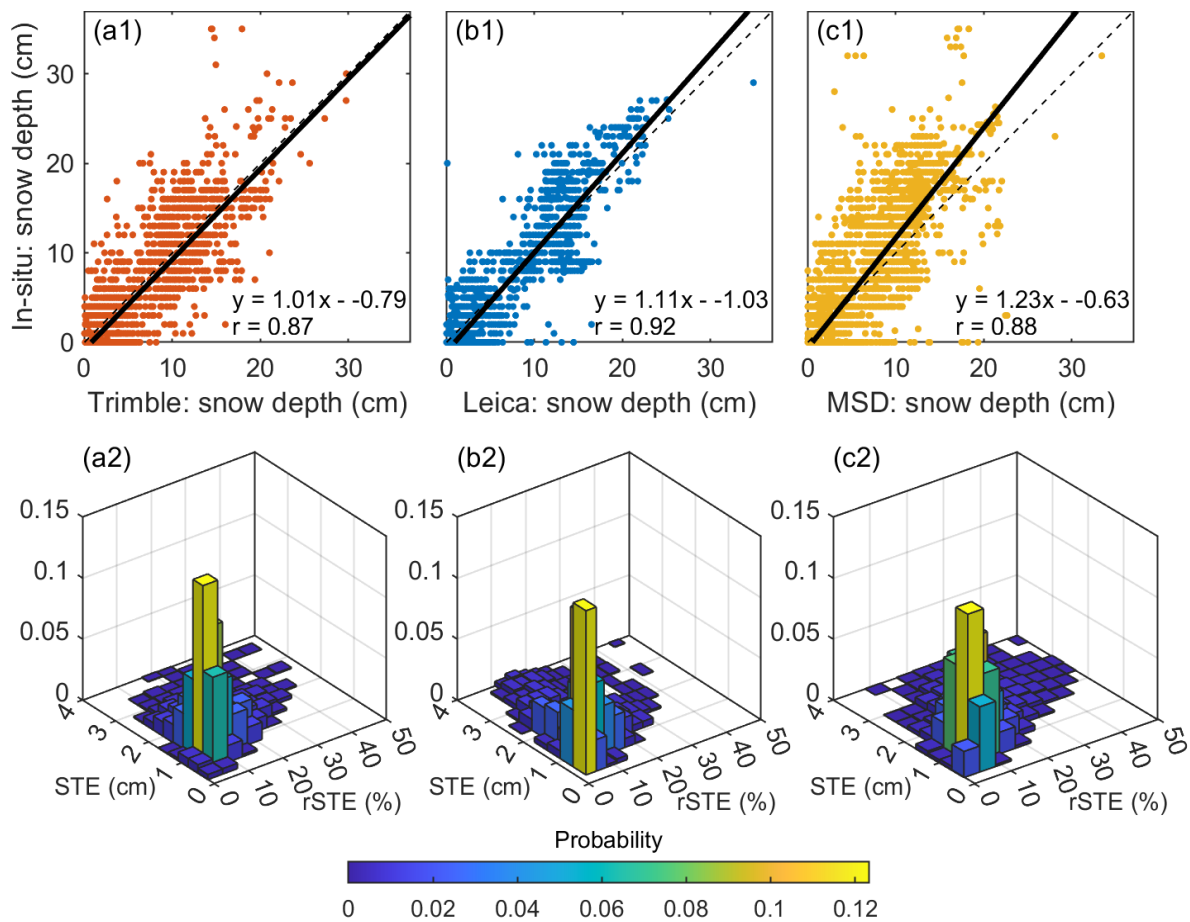 (a1)
(b1)
(c1)
In-situ: snow depth (cm)
30
20
10
0
y = 1.01x - -0.79
r = 0.87
y = 1.11x - -1.03
r = 0.92
y = 1.23x - -0.63
r = 0.88
0 10 20 30
0 10 20 30
0 10 20 30
Trimble: snow depth (cm)
Leica: snow depth (cm)
MSD: snow depth (cm)
(a2)
(b2)
(c2)
0.15
0.1
0.05
0
4 3 2 1 0
STE (cm)
0 10 20 30 40 50
rSTE (%)
0.15
0.1
0.05
0
4 3 2 1 0
STE (cm)
0 10 20 30 40 50
rSTE (%)
0.15
0.1
0.05
0
4 3 2 1 0
STE (cm)
0 10 20 30 40 50
rSTE (%)
Probability
0 0.02 0.04 0.06 0.08 0.1 0.12